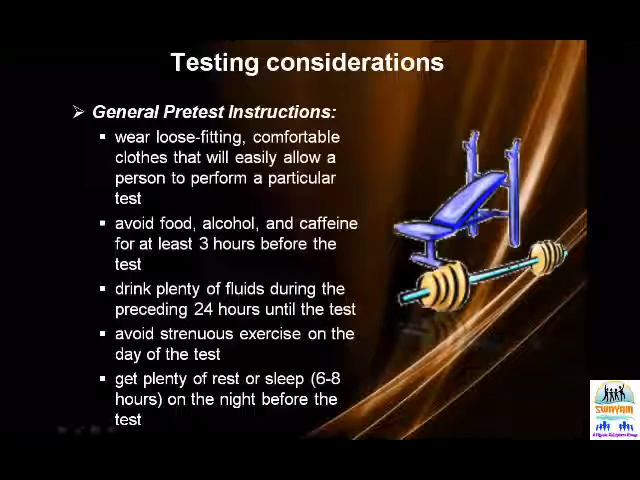 Testing considerations
General Pretest Instructions:
wear loose-fitting, comfortable
clothes that will easily allow a
person to perform a particular
test
avoid food, alcohol, and caffeine
for at least 3 hours before the
test
drink plenty of fluids during the
preceding 24 hours until the test
avoid strenuous exercise on the
day of the test
get plenty of rest or sleep (6-8
hours) on the night before the
test
SWAYAM